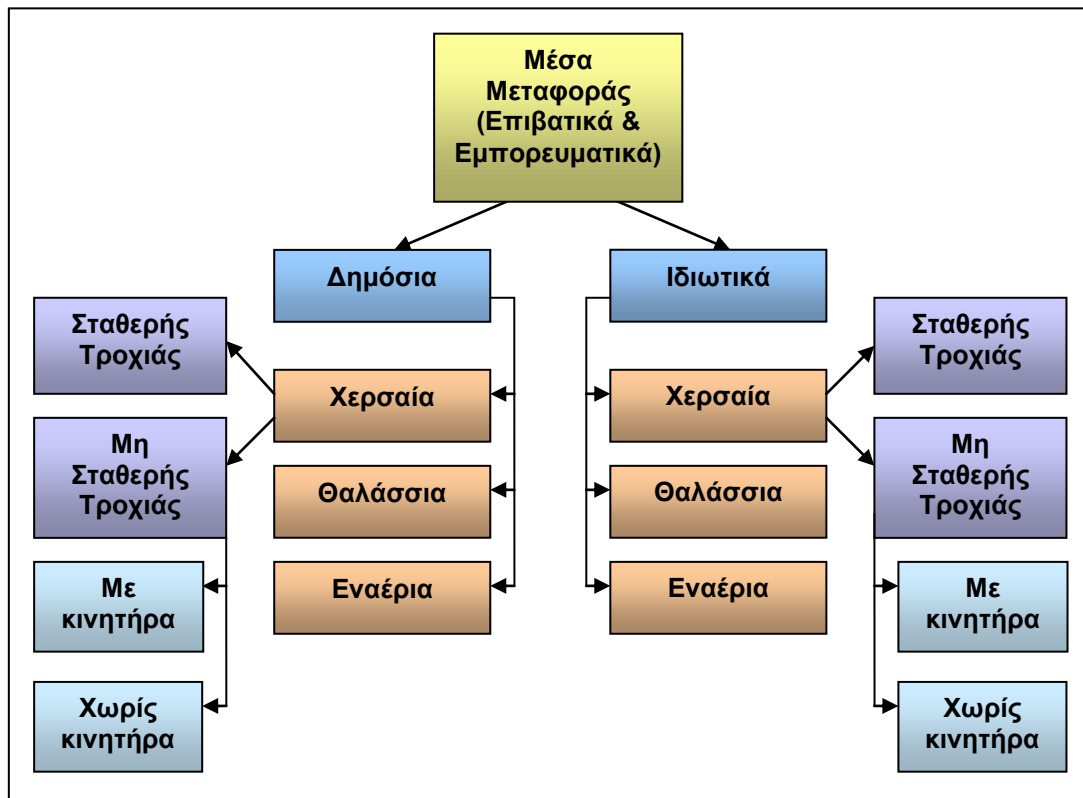 Μέσα
Μεταφοράς
(Επιβατικά &
Εμπορευματικά)
Δημόσια
Ιδιωτικά
Σταθερής
Τροχιάς
Σταθερής
Τροχιάς
Χερσαία
Χερσαία
Μη
Σταθερής
Τροχιάς
Μη
Σταθερής
Τροχιάς
Θαλάσσια
Θαλάσσια
Με
κινητήρα
Εναέρια
Εναέρια
Με
κινητήρα
Χωρίς
κινητήρα
Χωρίς
κινητήρα